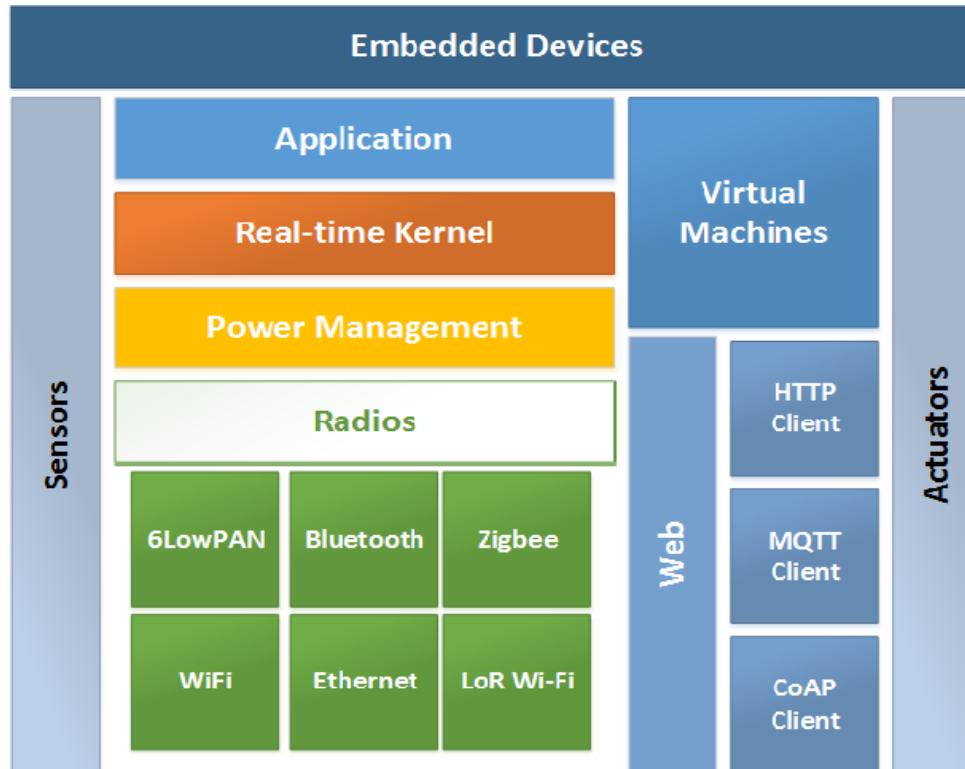 Embedded Devices
Sensors
Application
Real-time Kernel
Power Management
Radios
6LowPAN
Bluetooth
Zigbee
WiFi
Ethernet
LoR Wi-Fi
Virtual
Machines
Web
HTTP
Client
MQTT
Client
CoAP
Client
Actuators